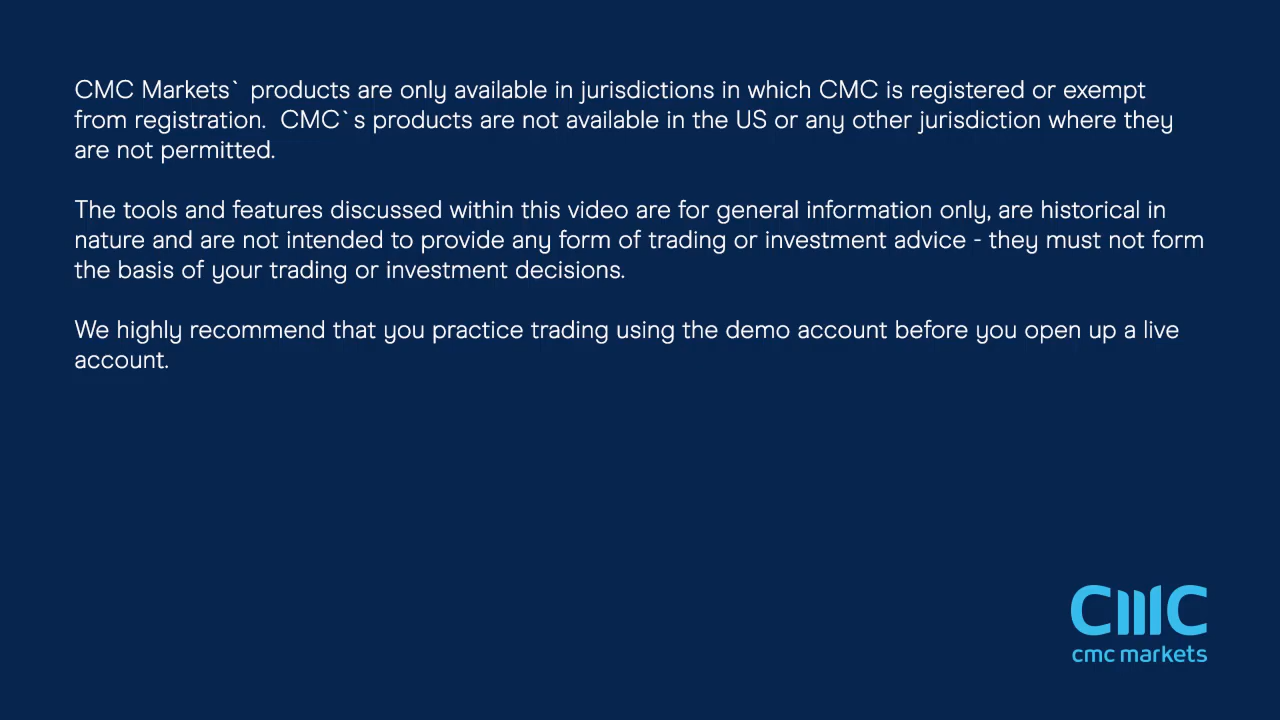 CMC Markets` products are only available in jurisdictions in which CMC is registered or exempt
from registration.  CMC`s products are not available in the US or any other jurisdiction where they
are not permitted.
The tools and features discussed within this video are for general information only, are historical in
nature and are not intended to provide any form of trading or investment advice - they must not form
the basis of your trading or investment decisions.
We highly recommend that you practice trading using the demo account before you open up a live
account.
CMC
cmc markets